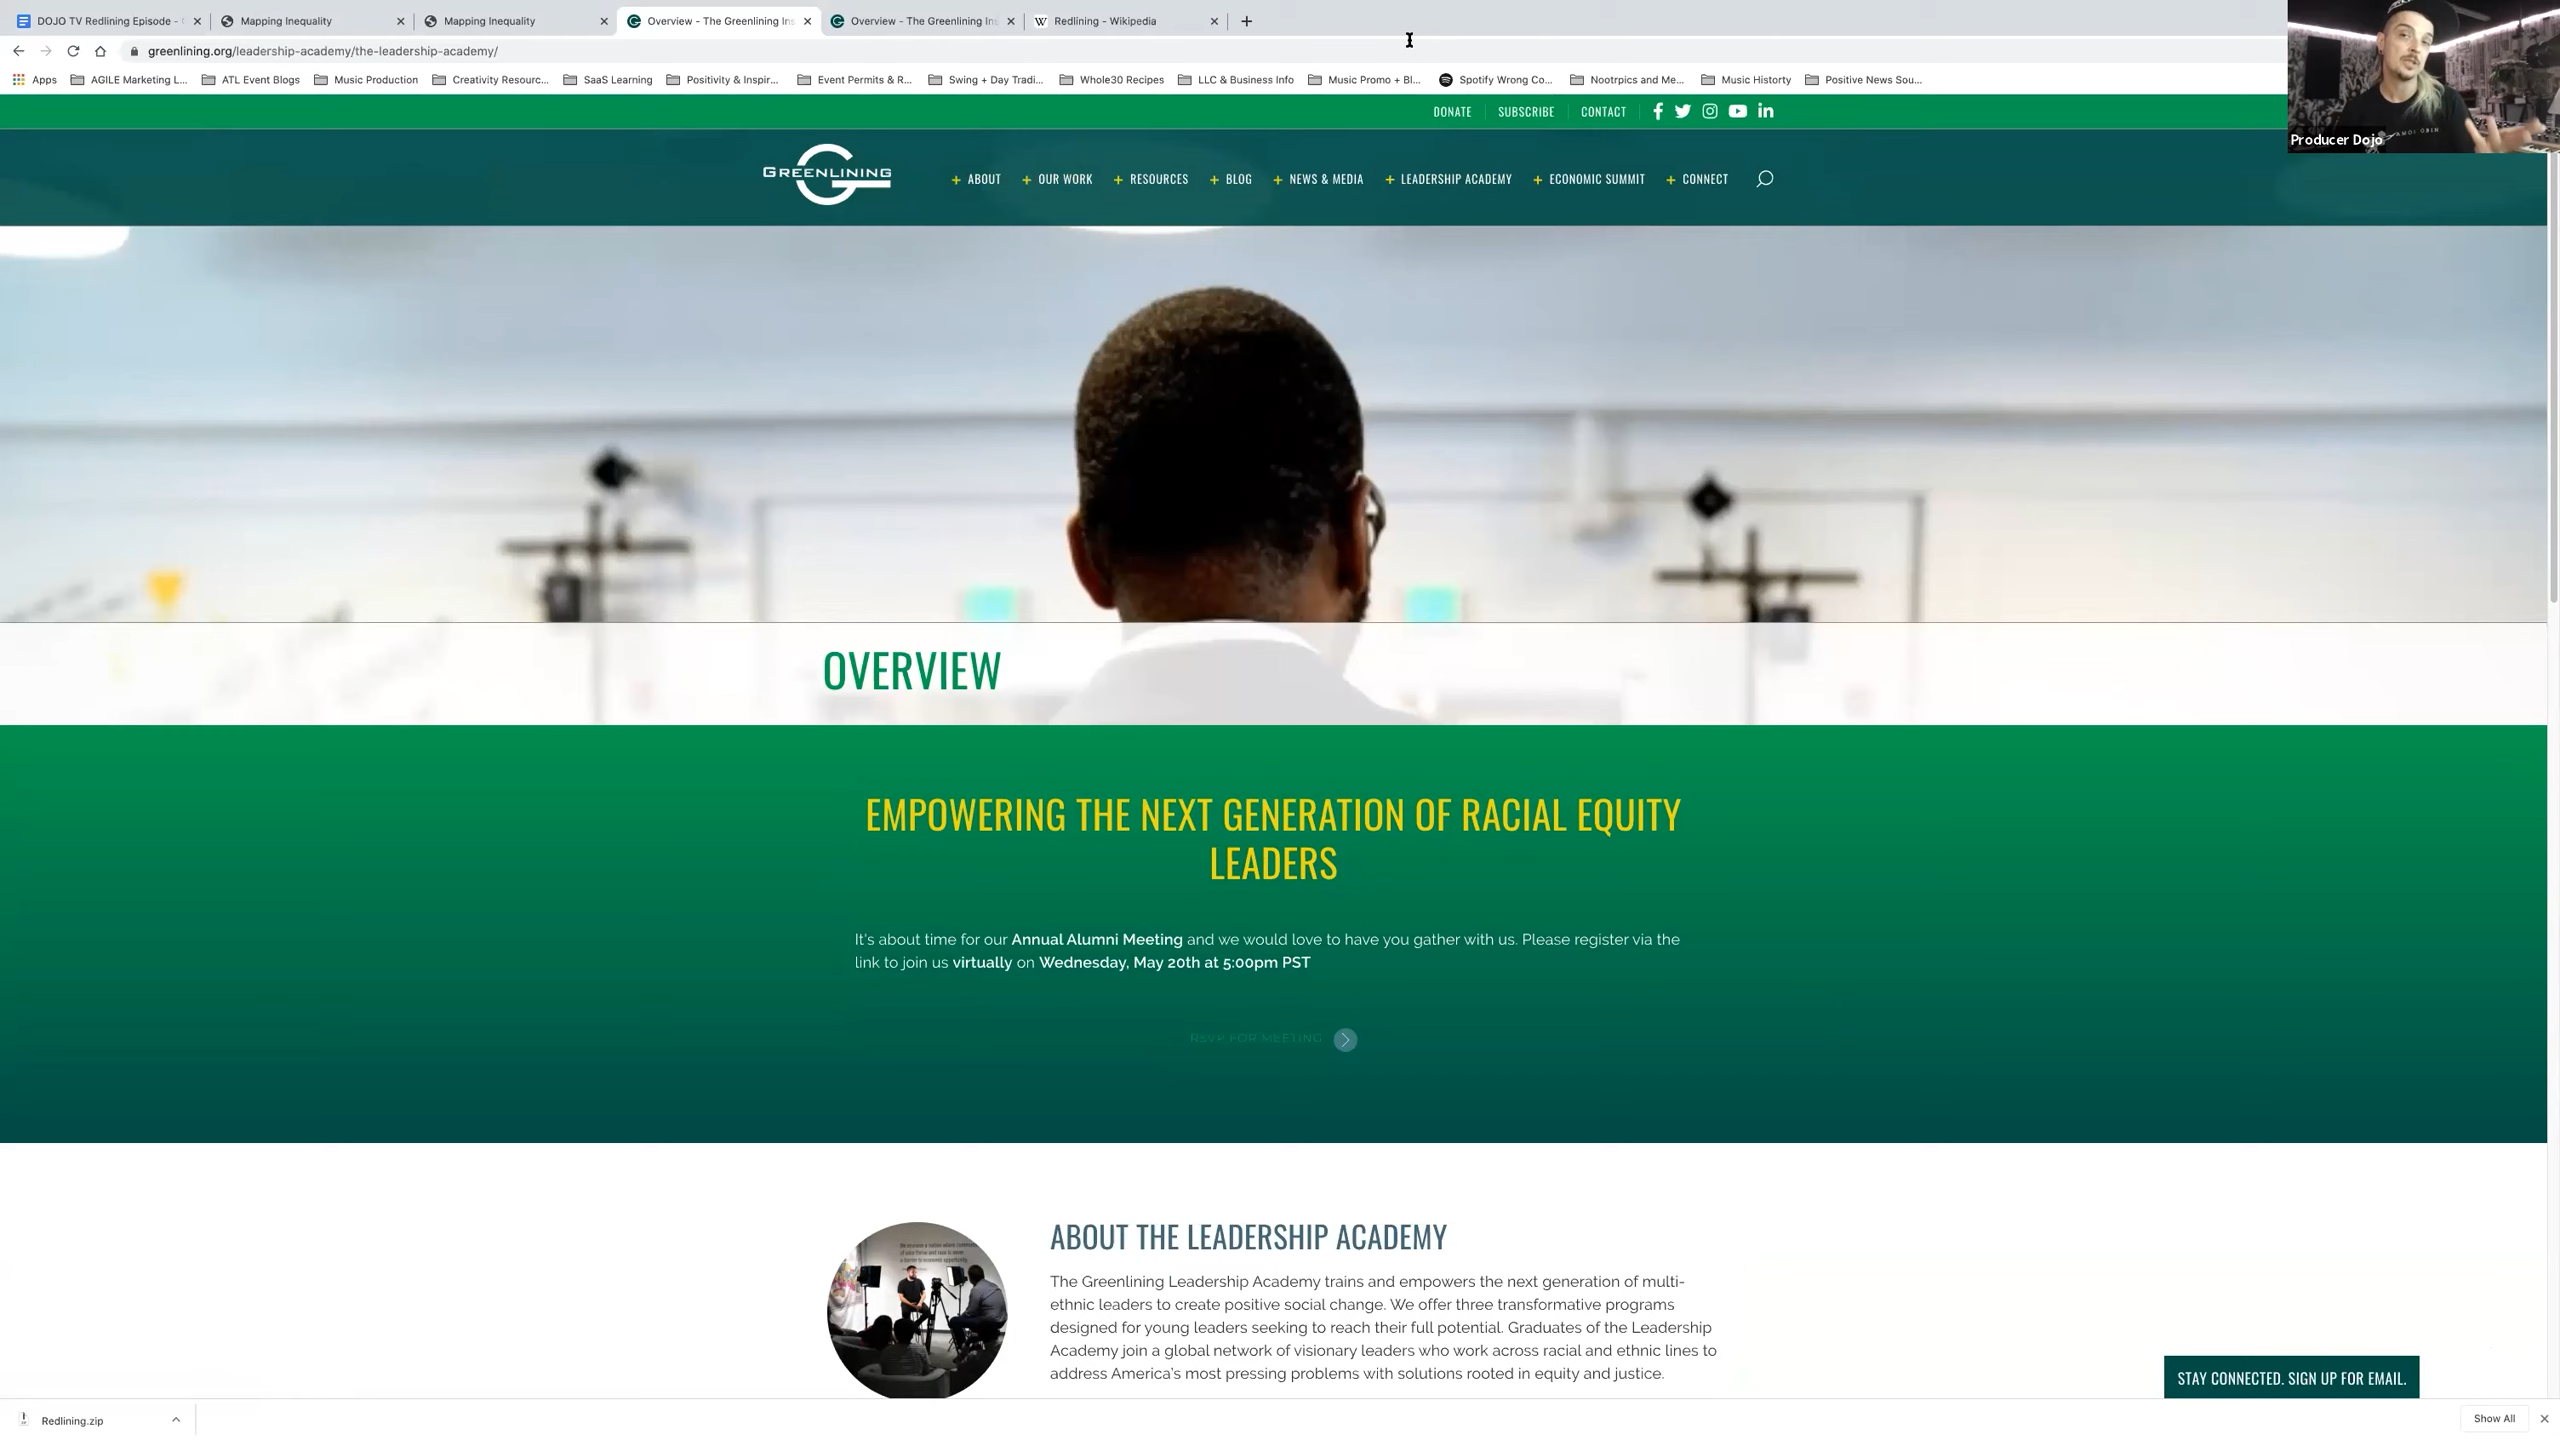 DOJO TV Redlining Episode -
Mapping Inequality
Mapping Inequality
Overview - The Greenlining Ins
Overview - The Greenlining Ins
Redlining - Wikipedia
greenlining.org/leadership-academy/the-leadership-academy/
Apps
AGILE Marketing L...
ATL Event Blogs
Music Production
Creativity Resourc...
SaaS Learning
Positivity & Inspir...
Event Permits & R...
Swing + Day Tradi...
Whole30 Recipes
LLC & Business Info
Music Promo + Bl...
Spotify Wrong Co...
Nootrpics and Me...
Music Historty
Positive News Sou...
Producer Dojo
DONATE
SUBSCRIBE
CONTACT
GREENLINING
+ ABOUT
+ OUR WORK
+ RESOURCES
+ BLOG
+ NEWS & MEDIA
+ LEADERSHIP ACADEMY
+ ECONOMIC SUMMIT
+ CONNECT
OVERVIEW
EMPOWERING THE NEXT GENERATION OF RACIAL EQUITY
LEADERS
It's about time for our Annual Alumni Meeting and we would love to have you gather with us. Please register via the
link to join us virtually on Wednesday, May 20th at 5:00pm PST
RSVP FOR MEETING
ABOUT THE LEADERSHIP ACADEMY
The Greenlining Leadership Academy trains and empowers the next generation of multi-
ethnic leaders to create positive social change. We offer three transformative programs
designed for young leaders seeking to reach their full potential. Graduates of the Leadership
Academy join a global network of visionary leaders who work across racial and ethnic lines to
address America's most pressing problems with solutions rooted in equity and justice.
STAY CONNECTED. SIGN UP FOR EMAIL.
Redlining.zip
Show All